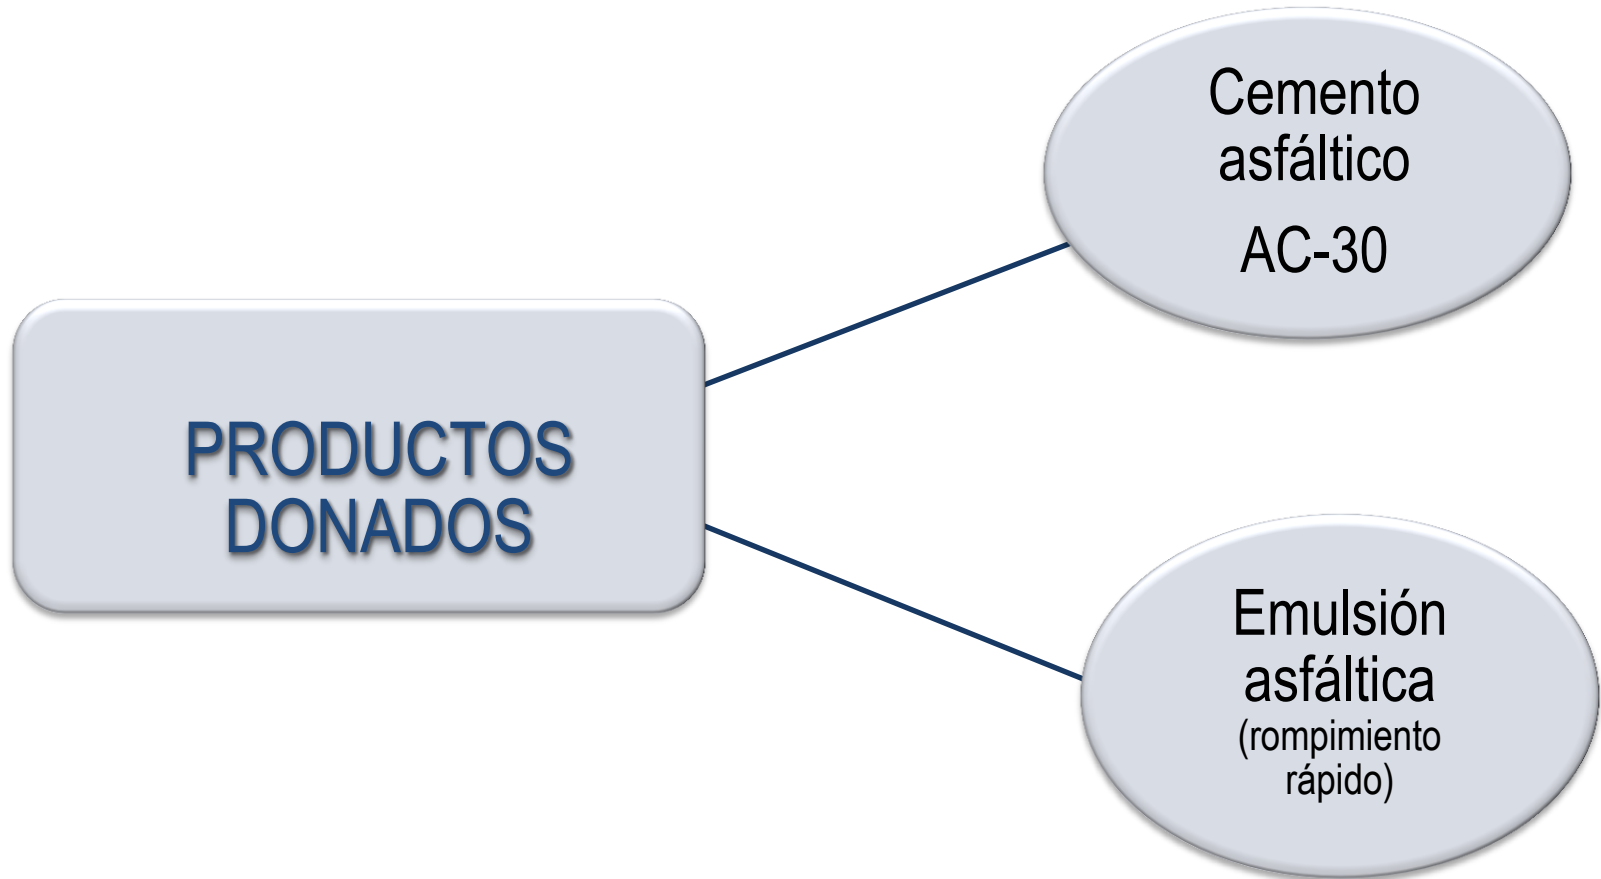 Cemento
asfáltico
AC-30
PRODUCTOS
DONADOS
Emulsión
asfáltica
(rompimiento
rápido)